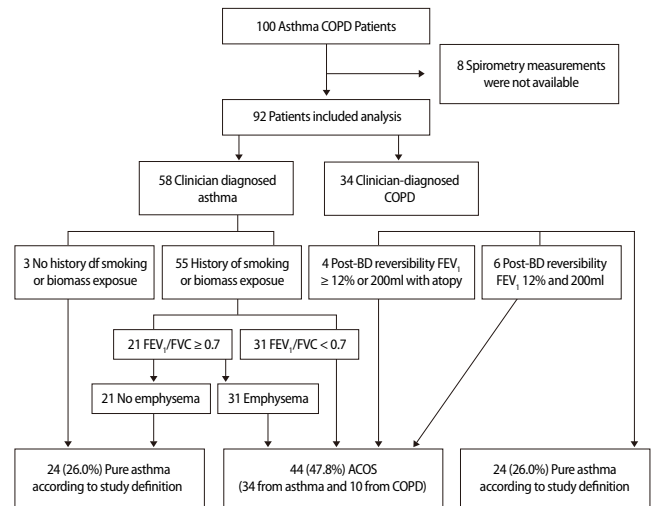 100 Asthma COPD Patients
8 Spirometry measurements
were not available
92 Patients included analysis
58 Clinician diagnosed
asthma
34 Clinician-diagnosed
COPD
3 No history df smoking
or biomass exposue
55 History of smoking
or biomass exposue
4 Post-BD reversibility FEV₁
≥ 12% or 200ml with atopy
6 Post-BD reversibility
FEV₁ 12% and 200ml
21 FEV₁/FVC ≥ 0.7
31 FEV₁/FVC < 0.7
21 No emphysema
31 Emphysema
24 (26.0%) Pure asthma
according to study definition
44 (47.8%) ACOS
(34 from asthma and 10 from COPD)
24 (26.0%) Pure asthma
according to study definition